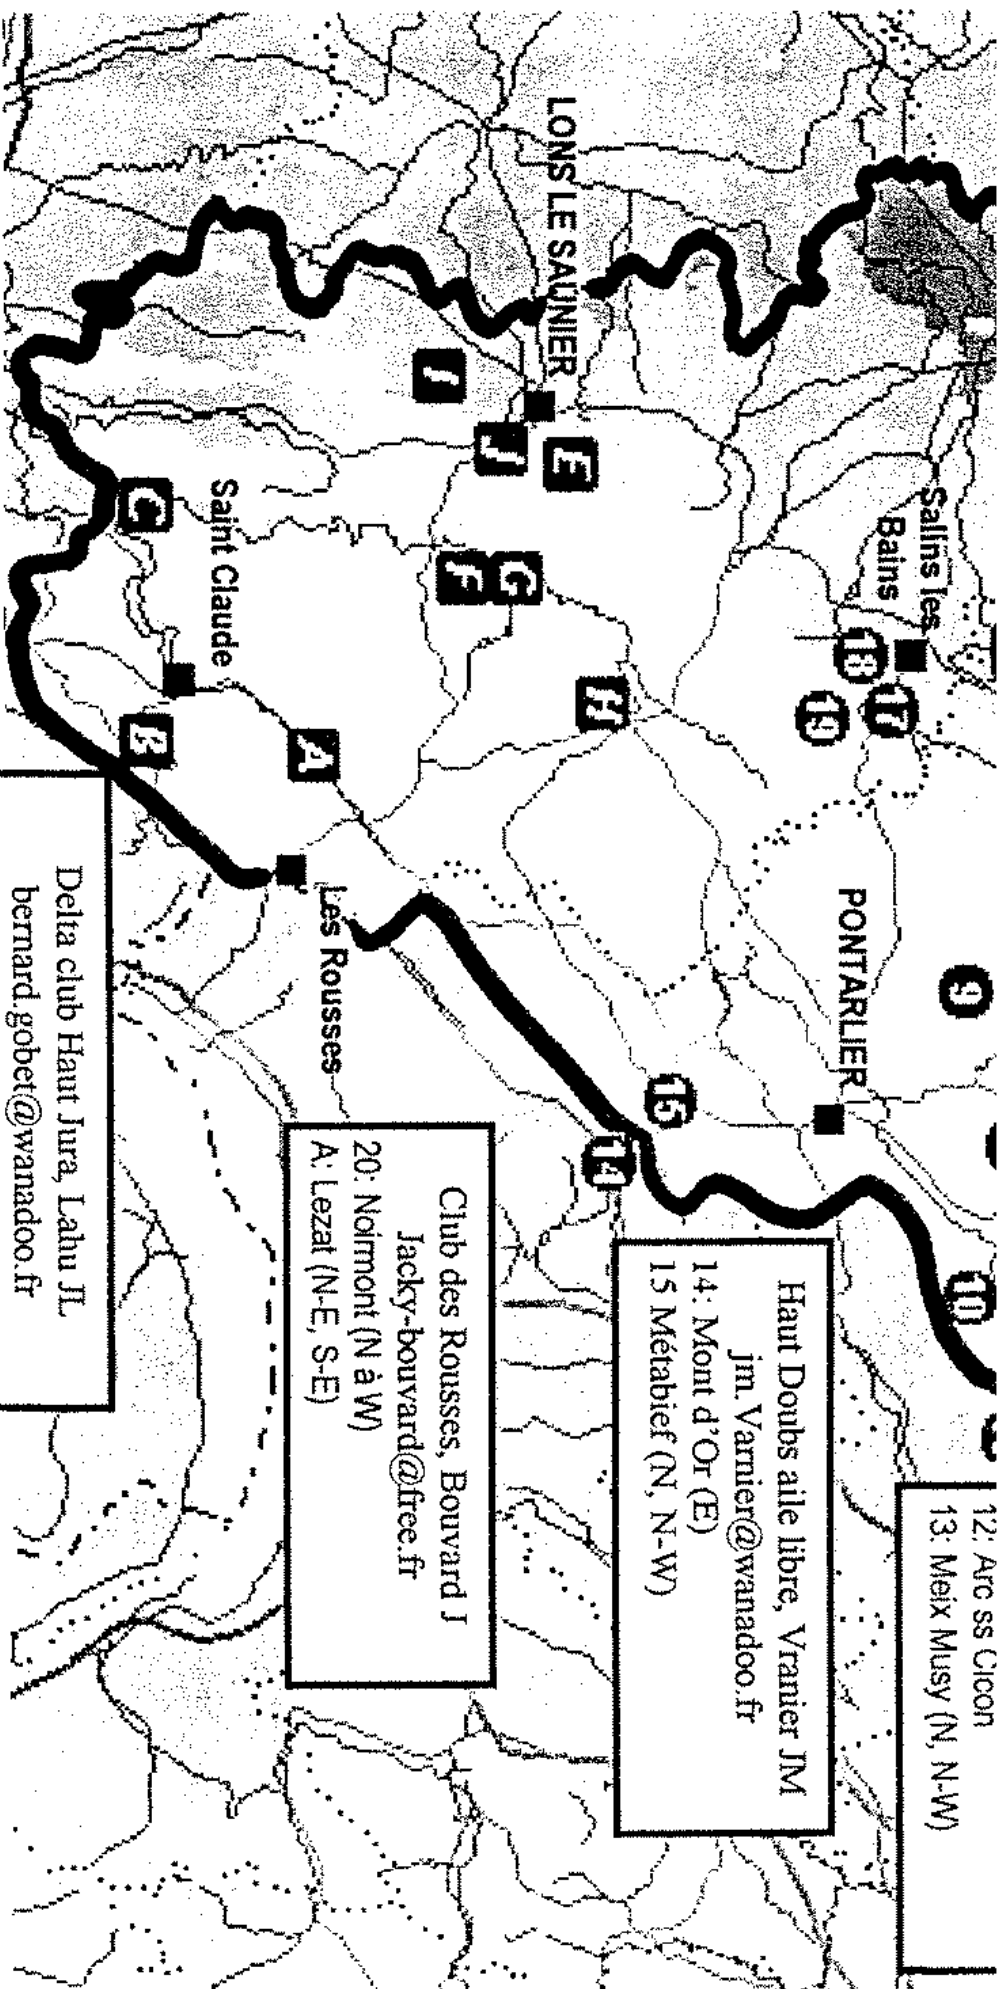 12: Arc ss Cicon
13: Meix Musy (N, N-W)
10
9
Salins les
Bains
17
18
19
PONTARLIER
Haut Doubs aile libre, Vranier JM
jm.Varnier@wanadoo.fr
14: Mont d'Or (E)
15 Métabief (N, N-W)
15
14
H
LONS LE SAUNIER
E
J
I
G
F
Club des Rousses, Bouvard J
Jacky-bouvard@free.fr
20: Noirmont (N à W)
A: Lezat (N-E, S-E)
Les Rousses
A
Saint Claude
C
B
Delta club Haut Jura, Lahu JL
bernard.gobet@wanadoo.fr